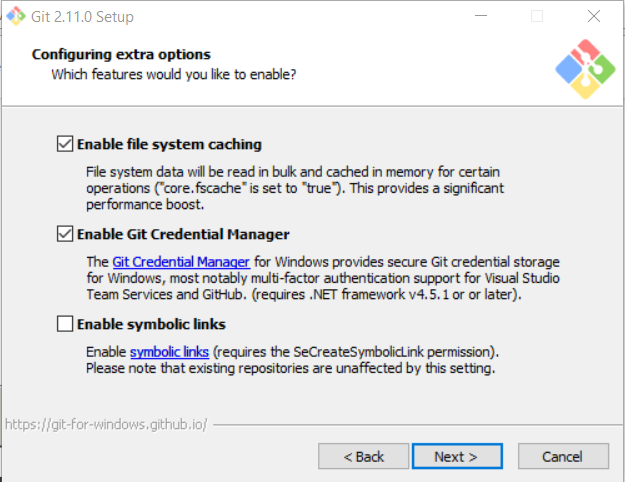 Git 2.11.0 Setup
Configuring extra options
Which features would you like to enable?
Enable file system caching
File system data will be read in bulk and cached in memory for certain
operations ("core.fscache" is set to "true"). This provides a significant
performance boost.
Enable Git Credential Manager
The Git Credential Manager for Windows provides secure Git credential storage
for Windows, most notably multi-factor authentication support for Visual Studio
Team Services and GitHub. (requires .NET framework v4.5.1 or or later).
Enable symbolic links
Enable symbolic links (requires the SeCreateSymbolicLink permission).
Please note that existing repositories are unaffected by this setting.
https://git-for-windows.github.io/
< Back
Next >
Cancel